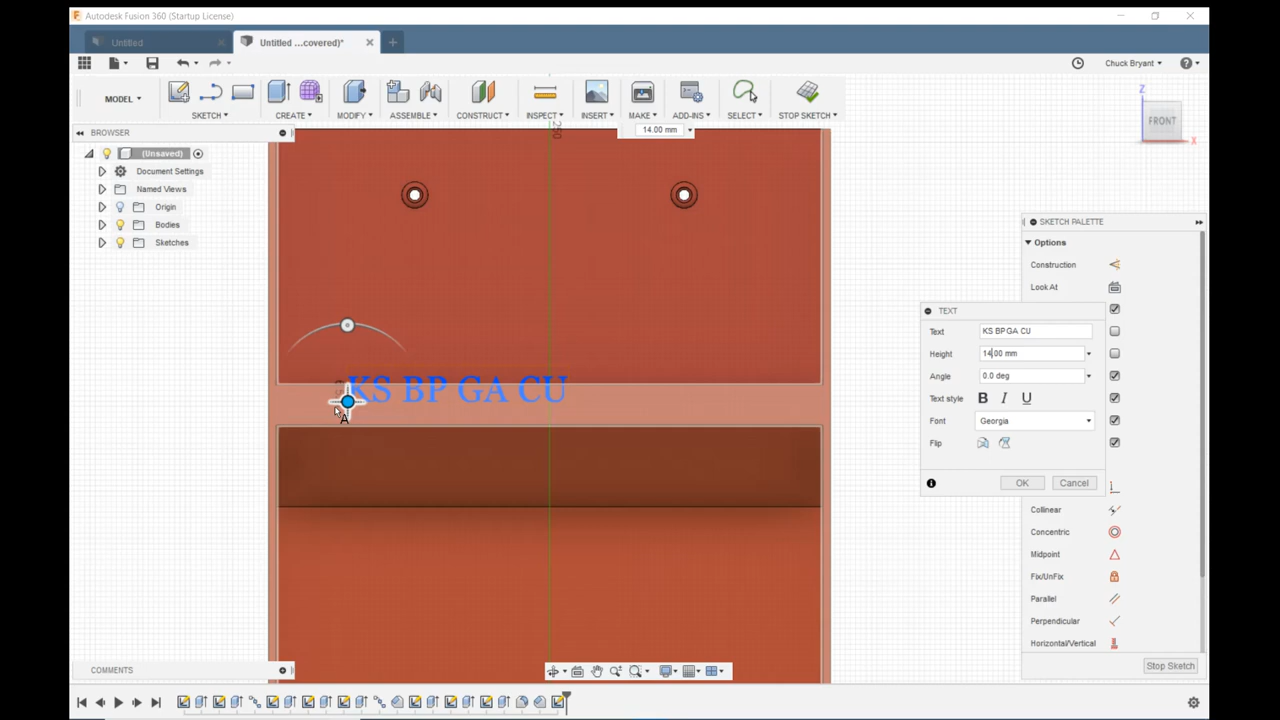 Autodesk Fusion 360 (Startup License)
Untitled
Untitled ...covered)*
Chuck Bryant
MODEL
SKETCH
CREATE
MODIFY
ASSEMBLE
CONSTRUCT
INSPECT
INSERT
MAKE
ADD-INS
SELECT
STOP SKETCH
14.00 mm
250
Z
FRONT
X
BROWSER
(Unsaved)
Document Settings
Named Views
Origin
Bodies
Sketches
KS BP GA CU
A
SKETCH PALETTE
Options
Construction
Look At
TEXT
Text KS BP GA CU
Height 14.00 mm
Angle 0.0 deg
Text style B I U
Font Georgia
Flip
OK Cancel
Collinear
Concentric
Midpoint
Fix/UnFix
Parallel
Perpendicular
Horizontal/Vertical
Stop Sketch
COMMENTS